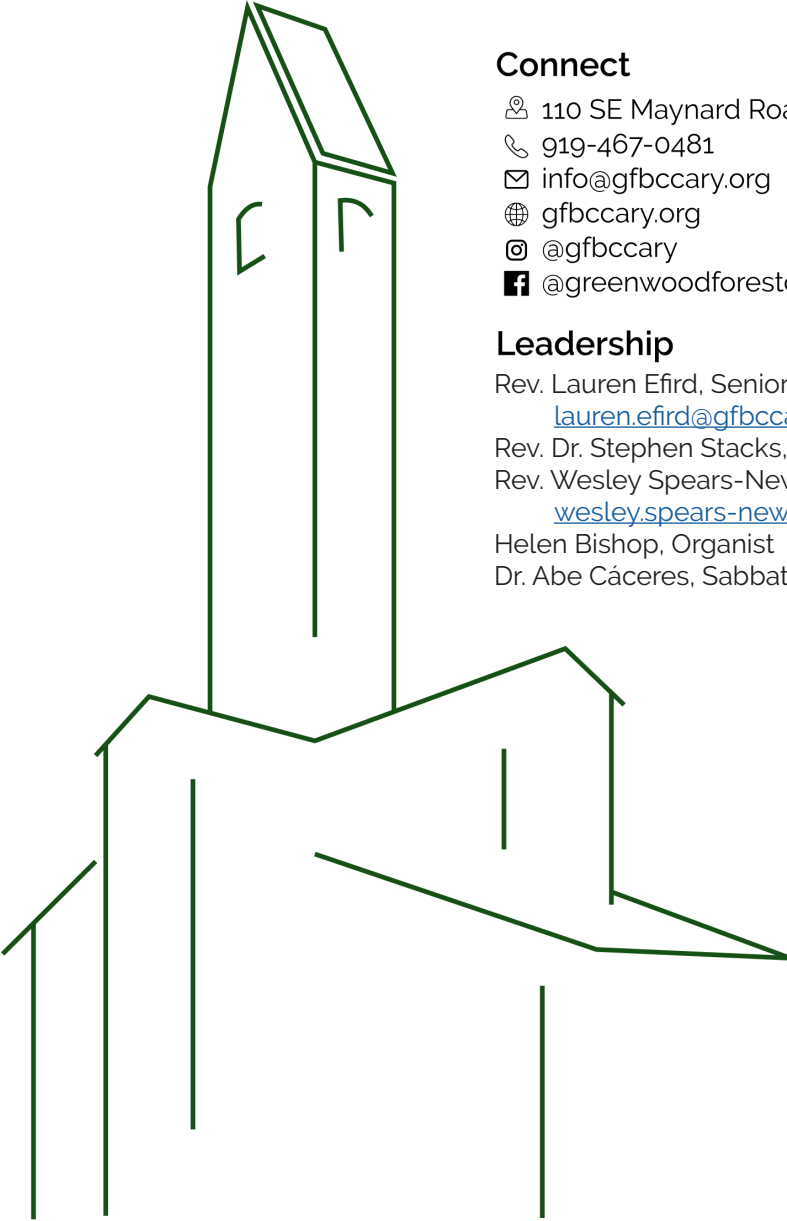 Connect
110 SE Maynard Roa
919-467-0481
info@gfbccary.org
gfbccary.org
@gfbccary
@greenwoodforest
Leadership
Rev. Lauren Efird, Senior
lauren.efird@gfbcca
Rev. Dr. Stephen Stacks,
Rev. Wesley Spears-New
wesley.spears-new
Helen Bishop, Organist
Dr. Abe Cáceres, Sabbat